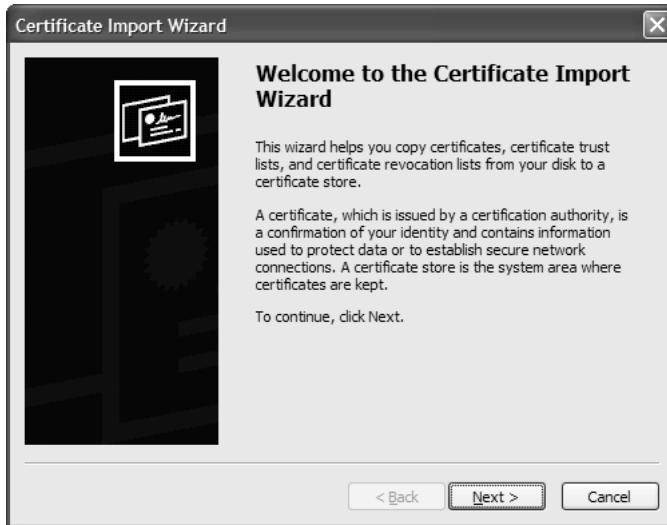 Certificate Import Wizard
Welcome to the Certificate Import
Wizard
This wizard helps you copy certificates, certificate trust
lists, and certificate revocation lists from your disk to a
certificate store.
A certificate, which is issued by a certification authority, is
a confirmation of your identity and contains information
used to protect data or to establish secure network
connections. A certificate store is the system area where
certificates are kept.
To continue, click Next.
< Back
Next >
Cancel